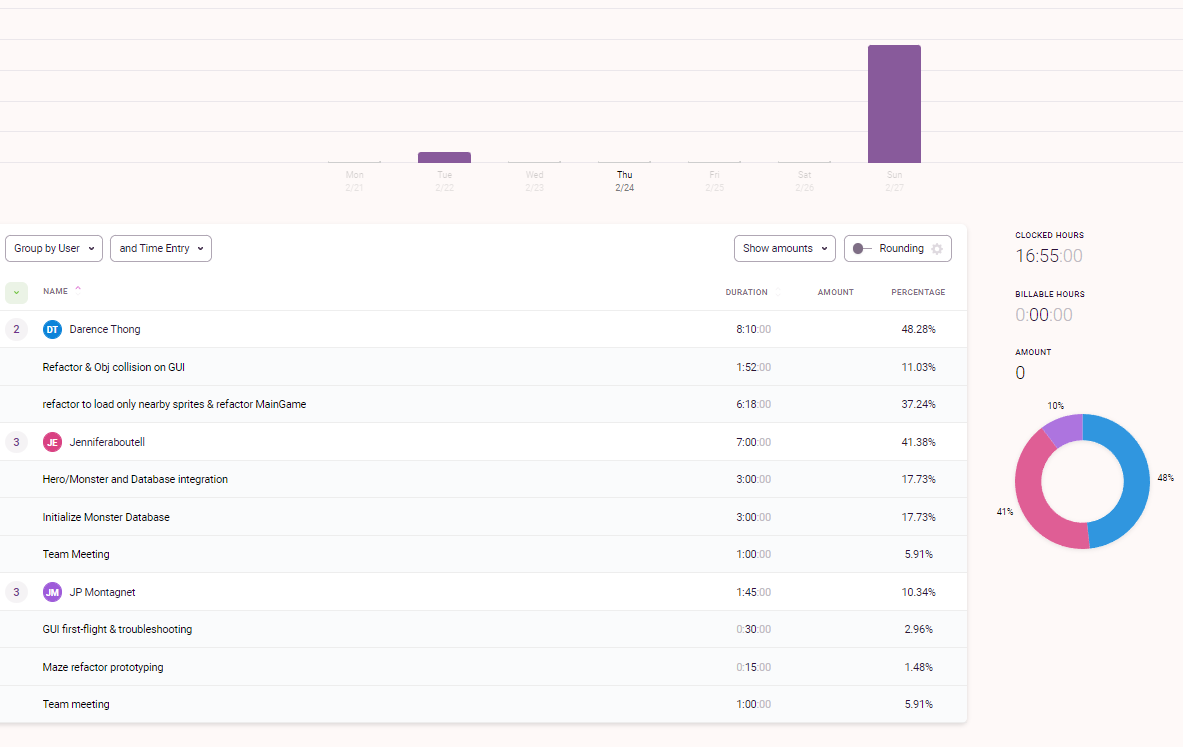 Mon Tue Wed Thu Fri Sat Sun
2/21 2/22 2/23 2/24 2/25 2/26 2/27
Group by User and Time Entry Show amounts Rounding
NAME DURATION AMOUNT PERCENTAGE
2 DT Darence Thong 8:10:00 48.28%
Refactor & Obj collision on GUI 1:52:00 11.03%
refactor to load only nearby sprites & refactor MainGame 6:18:00 37.24%
3 JE Jenniferaboutell 7:00:00 41.38%
Hero/Monster and Database integration 3:00:00 17.73%
Initialize Monster Database 3:00:00 17.73%
Team Meeting 1:00:00 5.91%
3 JM JP Montagnet 1:45:00 10.34%
GUI first-flight & troubleshooting 0:30:00 2.96%
Maze refactor prototyping 0:15:00 1.48%
Team meeting 1:00:00 5.91%
CLOCKED HOURS
16:55:00
BILLABLE HOURS
0:00:00
AMOUNT
0
10%
48%
41%